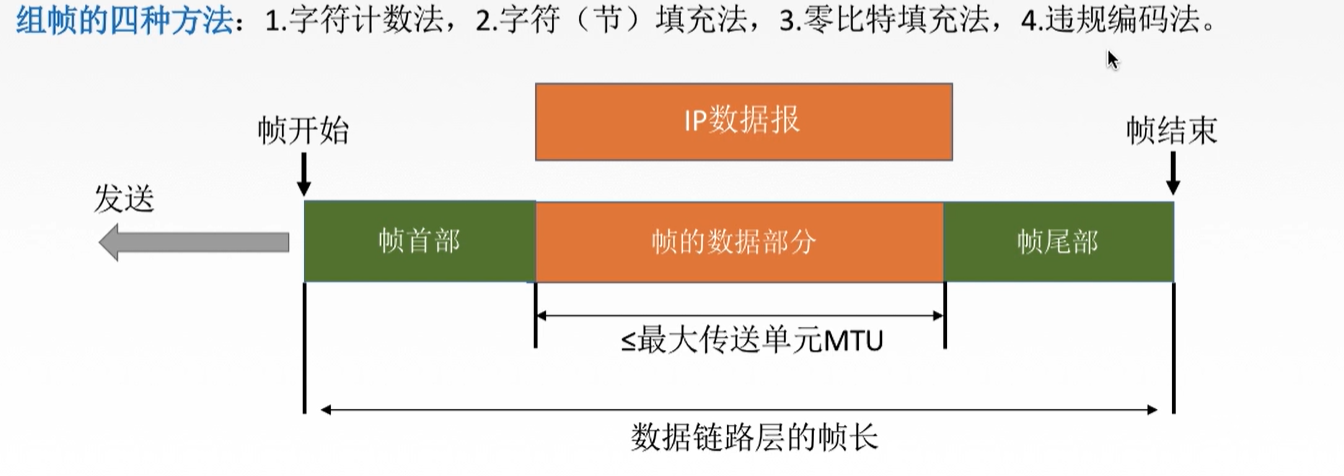 组帧的四种方法：1.字符计数法，2.字符（节）填充法，3.零比特填充法，4.违规编码法。
IP数据报
帧开始
帧结束
发送
帧首部
帧的数据部分
帧尾部
≤最大传送单元MTU
数据链路层的帧长